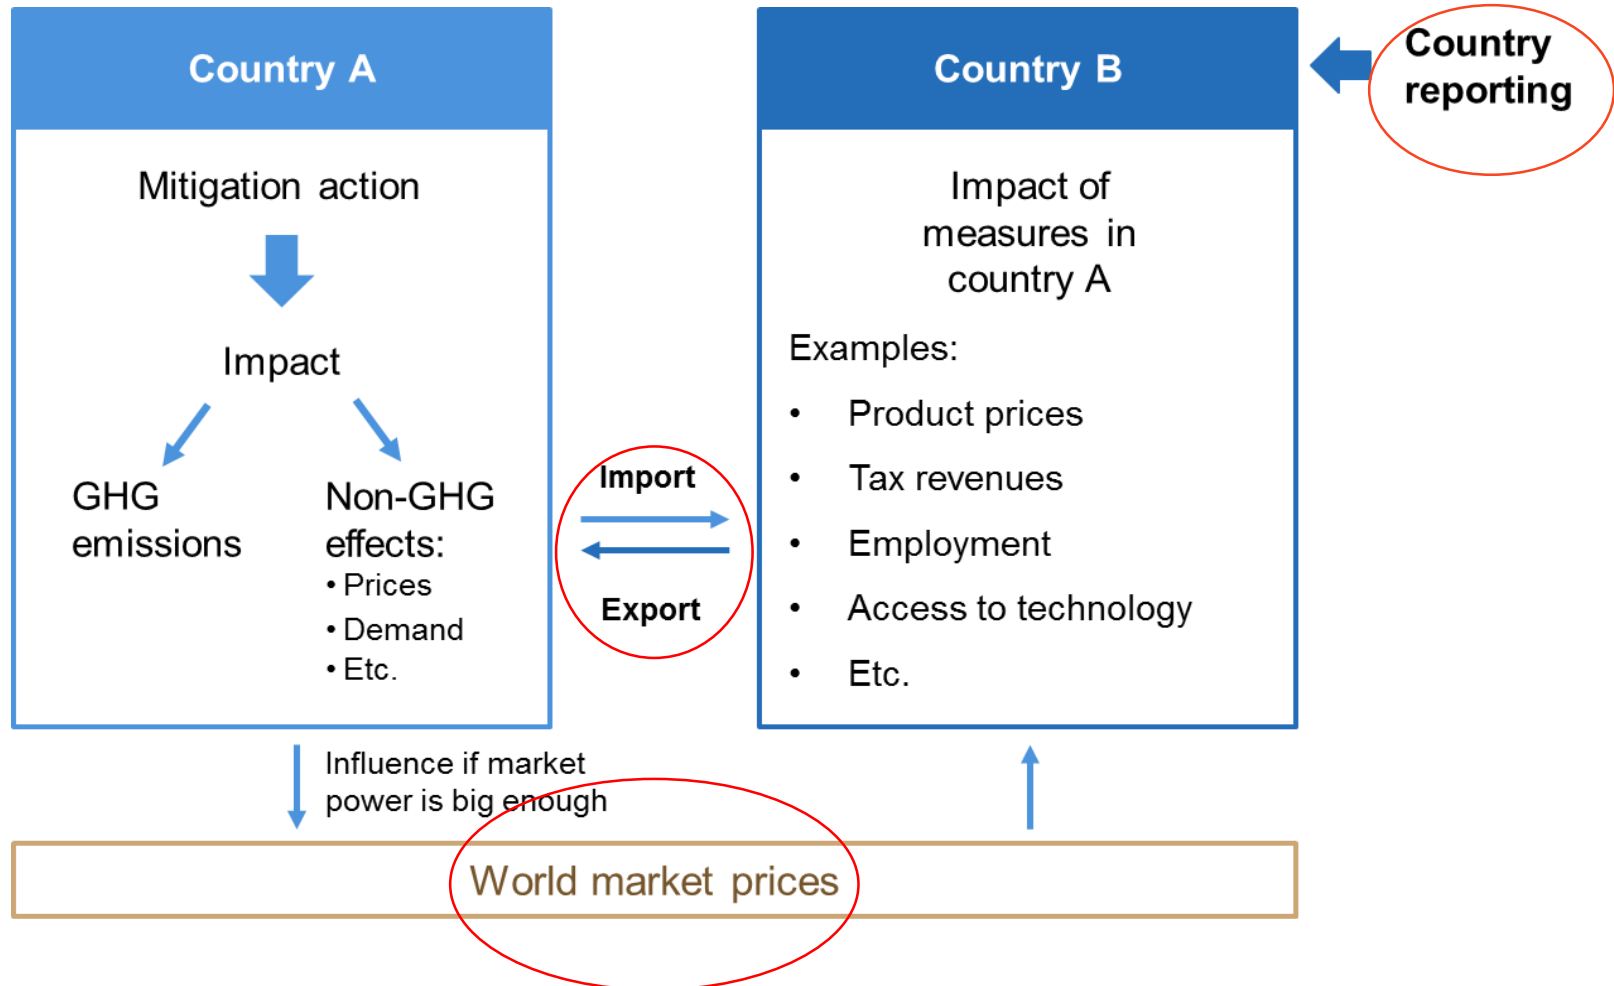 Country A
Mitigation action
Impact
GHG
emissions
Non-GHG
effects:
• Prices
• Demand
• Etc.
Import
Export
Country B
Impact of
measures in
country A
Examples:
• Product prices
• Tax revenues
• Employment
• Access to technology
• Etc.
Country
reporting
Influence if market
power is big enough
World market prices